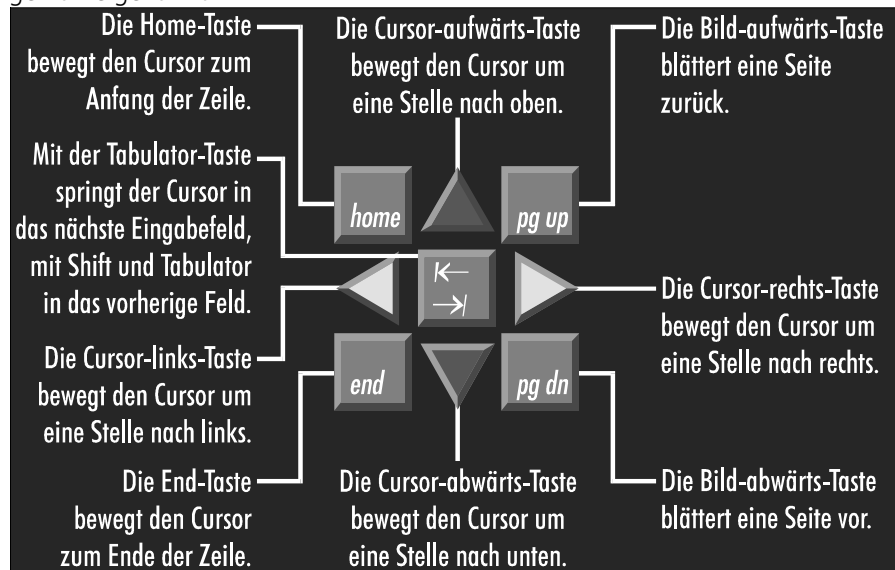 Die Home-Taste
bewegt den Cursor zum
Anfang der Zeile.
Die Cursor-aufwärts-Taste
bewegt den Cursor um
eine Stelle nach oben.
Die Bild-aufwärts-Taste
blättert eine Seite
zurück.
Mit der Tabulator-Taste
springt der Cursor in
das nächste Eingabefeld,
mit Shift und Tabulator
in das vorherige Feld.
home
pg up
Die Cursor-links-Taste
bewegt den Cursor um
eine Stelle nach links.
Die Cursor-rechts-Taste
bewegt den Cursor um
eine Stelle nach rechts.
end
pg dn
Die End-Taste
bewegt den Cursor
zum Ende der Zeile.
Die Cursor-abwärts-Taste
bewegt den Cursor um
eine Stelle nach unten.
Die Bild-abwärts-Taste
blättert eine Seite vor.